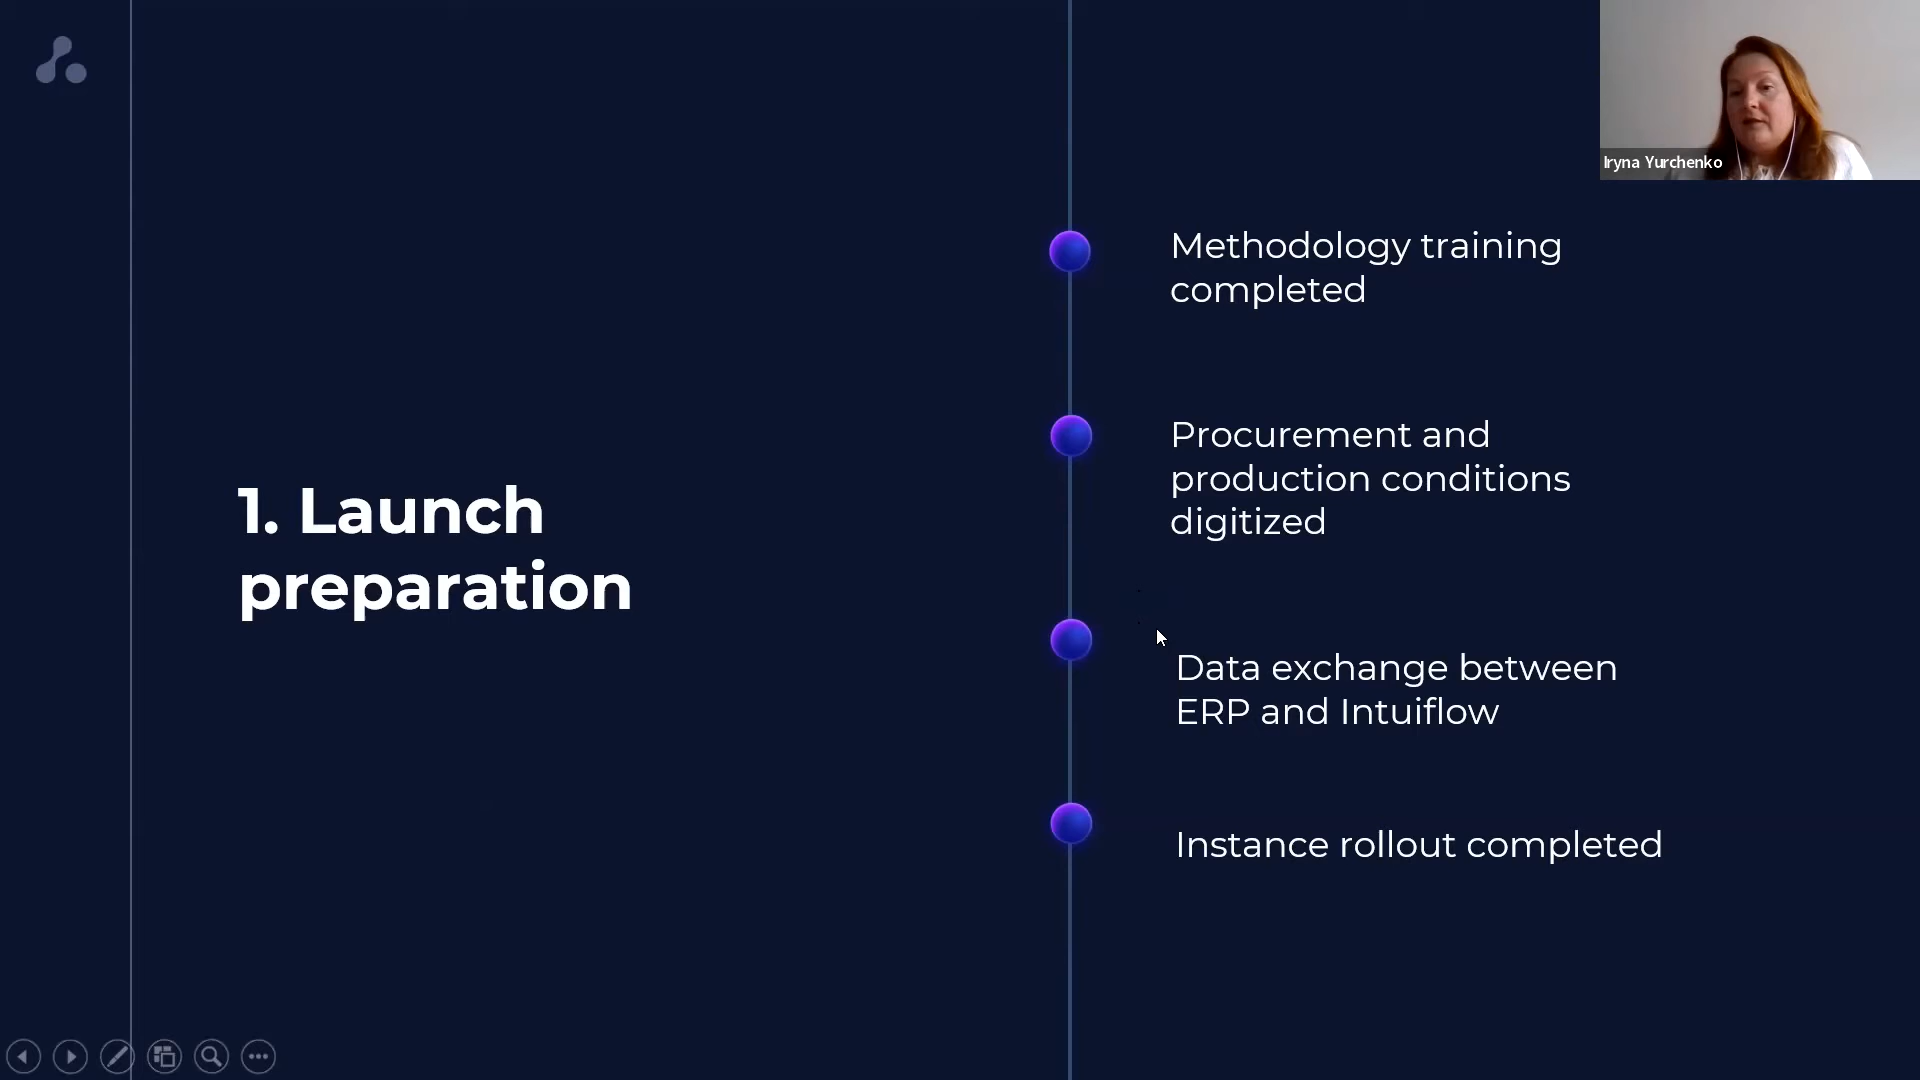 Iryna Yurchenko
1. Launch
preparation
Methodology training
completed
Procurement and
production conditions
digitized
Data exchange between
ERP and Intuiflow
Instance rollout completed